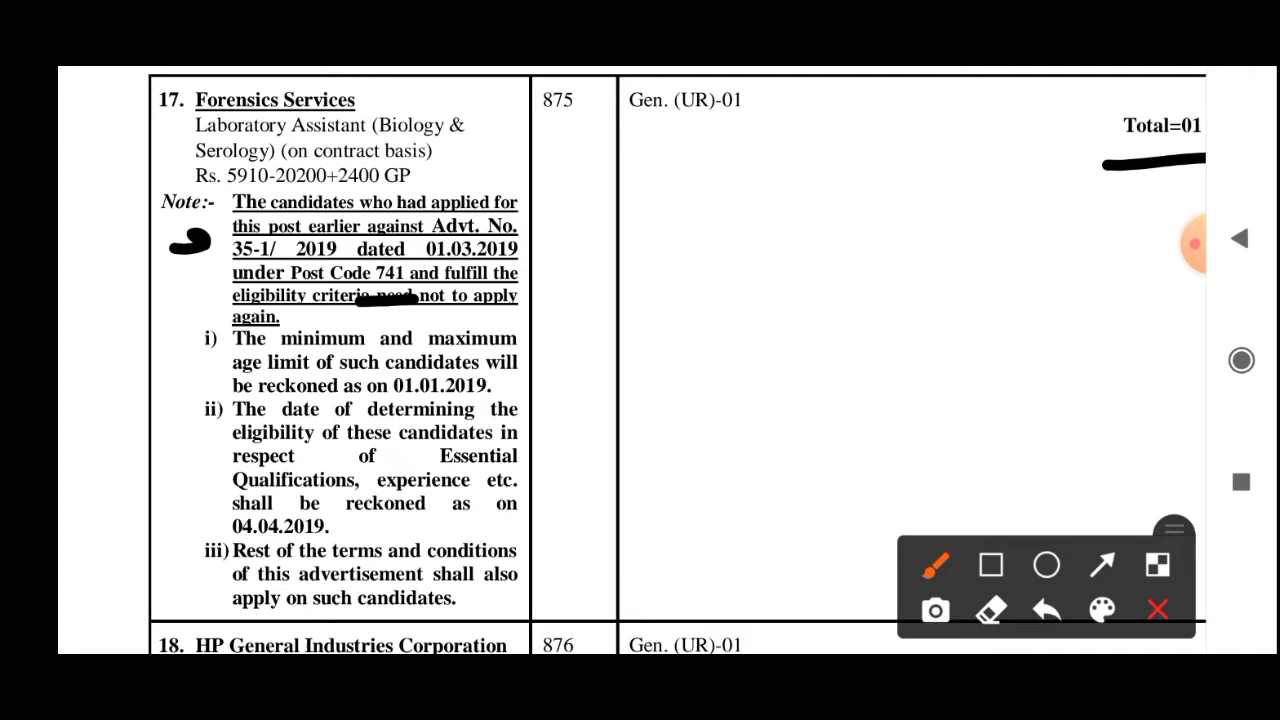 17. Forensics Services 875 Gen. (UR)-01
Laboratory Assistant (Biology & Total=01
Serology) (on contract basis)
Rs. 5910-20200+2400 GP
Note:- The candidates who had applied for
this post earlier against Advt. No.
35-1/ 2019 dated 01.03.2019
under Post Code 741 and fulfill the
eligibility criteria need not to apply
again.
i) The minimum and maximum
age limit of such candidates will
be reckoned as on 01.01.2019.
ii) The date of determining the
eligibility of these candidates in
respect of Essential
Qualifications, experience etc.
shall be reckoned as on
04.04.2019.
iii) Rest of the terms and conditions
of this advertisement shall also
apply on such candidates.
18. HP General Industries Corporation 876 Gen. (UR)-01